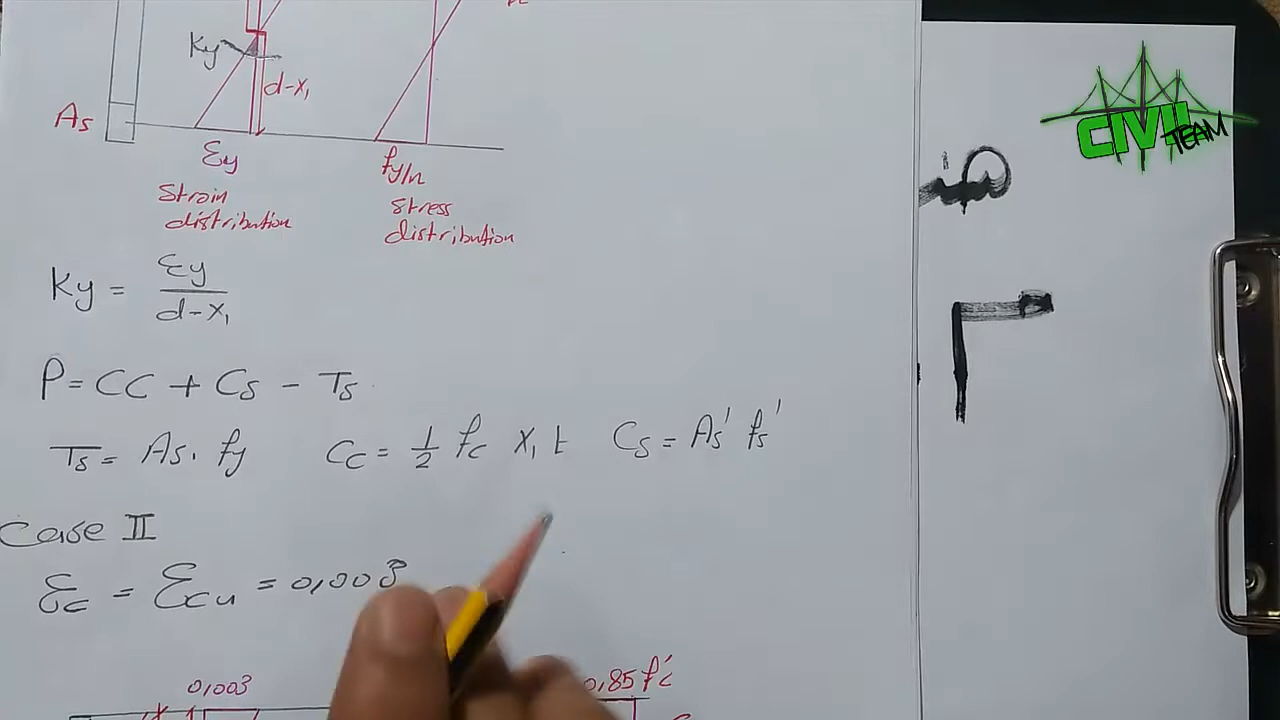 Ky
d-x₁
As
εy
fy/n
Strain
distribution
Stress
distribution
Ky = εy / d-x₁
P = Cc + Cs - Ts
Ts = As . fy    Cc = 1/2 fc x₁ t    Cs = As' fs'
Case II
εc = εcu = 0,003
0,003
0,85 f'c
CIVIL
TEAM